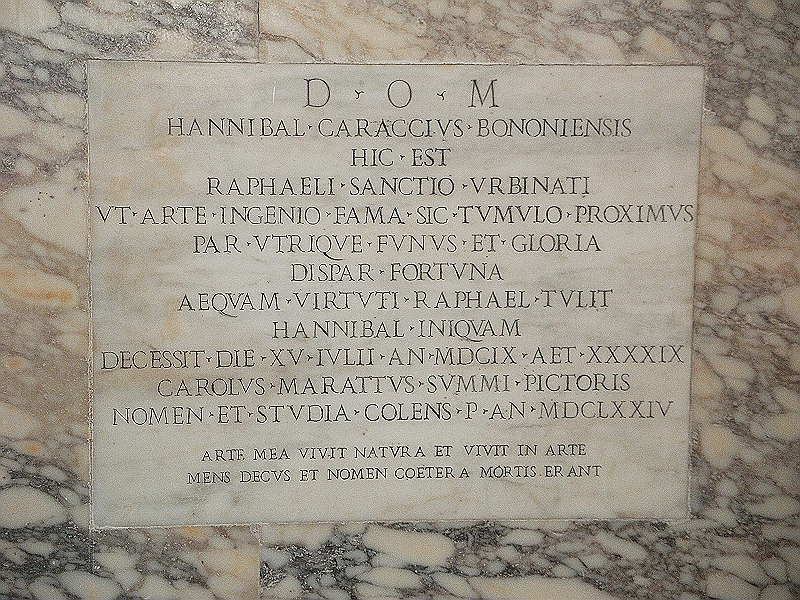 D · O · M
HANNIBAL · CARACCIVS · BONONIENSIS
HIC · EST
RAPHAELI · SANCTIO · VRBINATI
VT · ARTE · INGENIO · FAMA · SIC · TVMVLO · PROXIMVS
PAR · VTRIQVE · FVNVS · ET · GLORIA
DISPAR · FORTVNA
AEQVAM · VIRTVTI · RAPHAEL · TVLIT
HANNIBAL · INIQVAM
DECESSIT · DIE · XV · IVLII · AN · MDCIX · AET · XXXXIX
CAROLVS · MARATTVS · SVMMI · PICTORIS
NOMEN · ET · STVDIA · COLENS · P · AN · MDCLXXIV
ARTE MEA VIVIT NATVRA ET VIVIT IN ARTE
MENS DECVS ET NOMEN COETERA MORTIS ERANT